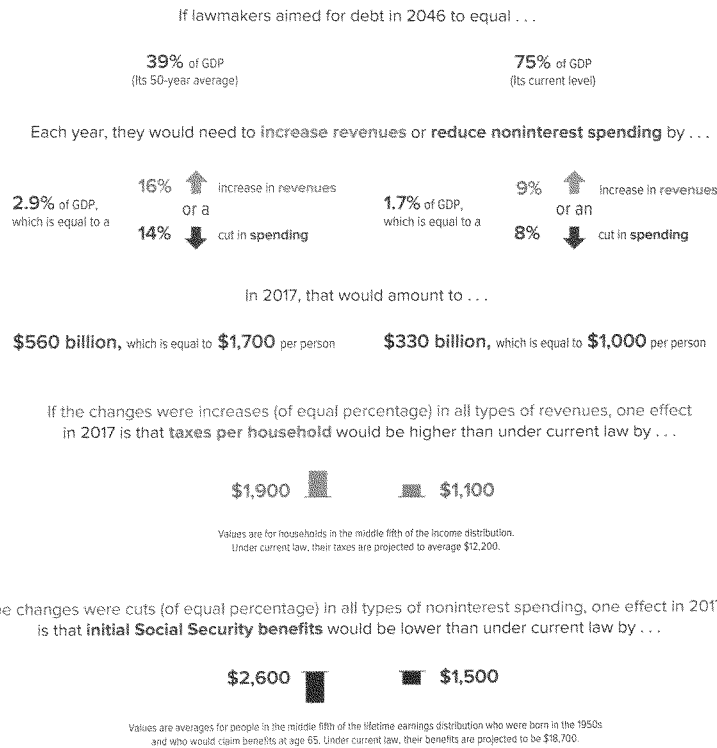 If lawmakers aimed for debt in 2046 to equal . . .
39% of GDP
(Its 50-year average)
75% of GDP
(Its current level)
Each year, they would need to increase revenues or reduce noninterest spending by . . .
2.9% of GDP,
which is equal to a
16% increase in revenues
or a
14% cut in spending
1.7% of GDP,
which is equal to a
9% increase in revenues
or an
8% cut in spending
In 2017, that would amount to . . .
$560 billion, which is equal to $1,700 per person
$330 billion, which is equal to $1,000 per person
If the changes were increases (of equal percentage) in all types of revenues, one effect
in 2017 is that taxes per household would be higher than under current law by . . .
$1,900
$1,100
Values are for households in the middle fifth of the income distribution.
Under current law, their taxes are projected to average $12,200.
e changes were cuts (of equal percentage) in all types of noninterest spending, one effect in 2017
is that initial Social Security benefits would be lower than under current law by . . .
$2,600
$1,500
Values are averages for people in the middle fifth of the lifetime earnings distribution who were born in the 1950s
and who would claim benefits at age 65. Under current law, their benefits are projected to be $18,700.